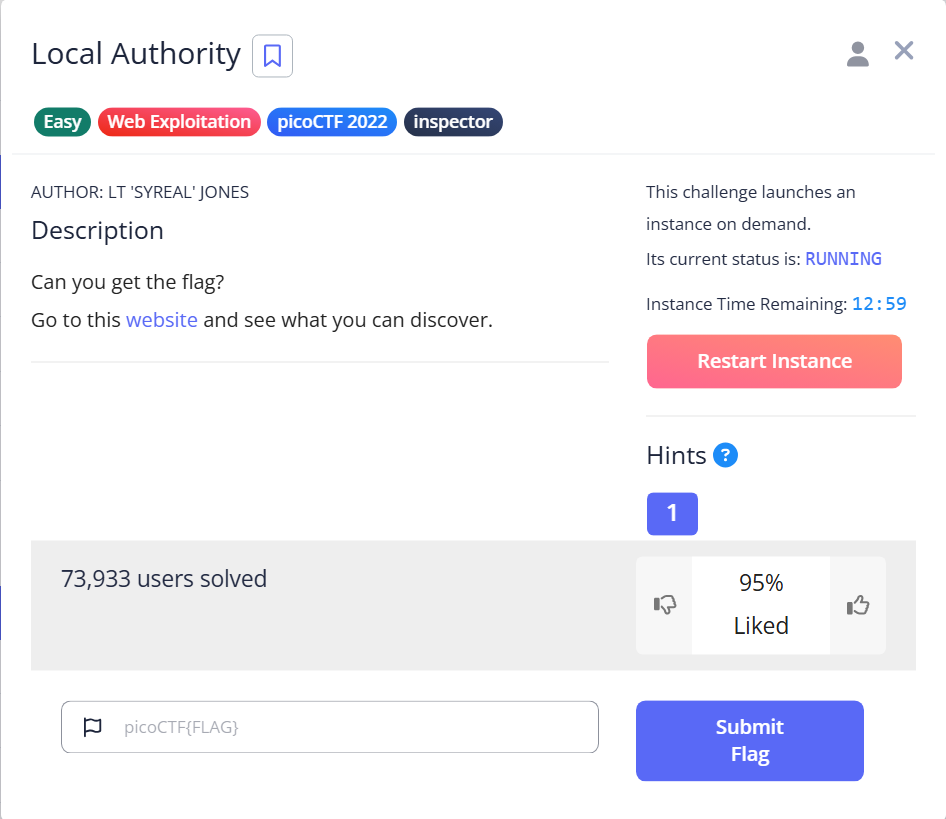 Local Authority
Easy Web Exploitation picoCTF 2022 inspector
AUTHOR: LT 'SYREAL' JONES
Description
Can you get the flag?
Go to this website and see what you can discover.
This challenge launches an
instance on demand.
Its current status is: RUNNING
Instance Time Remaining: 12:59
Restart Instance
Hints ?
1
73,933 users solved
95%
Liked
picoCTF{FLAG}
Submit
Flag